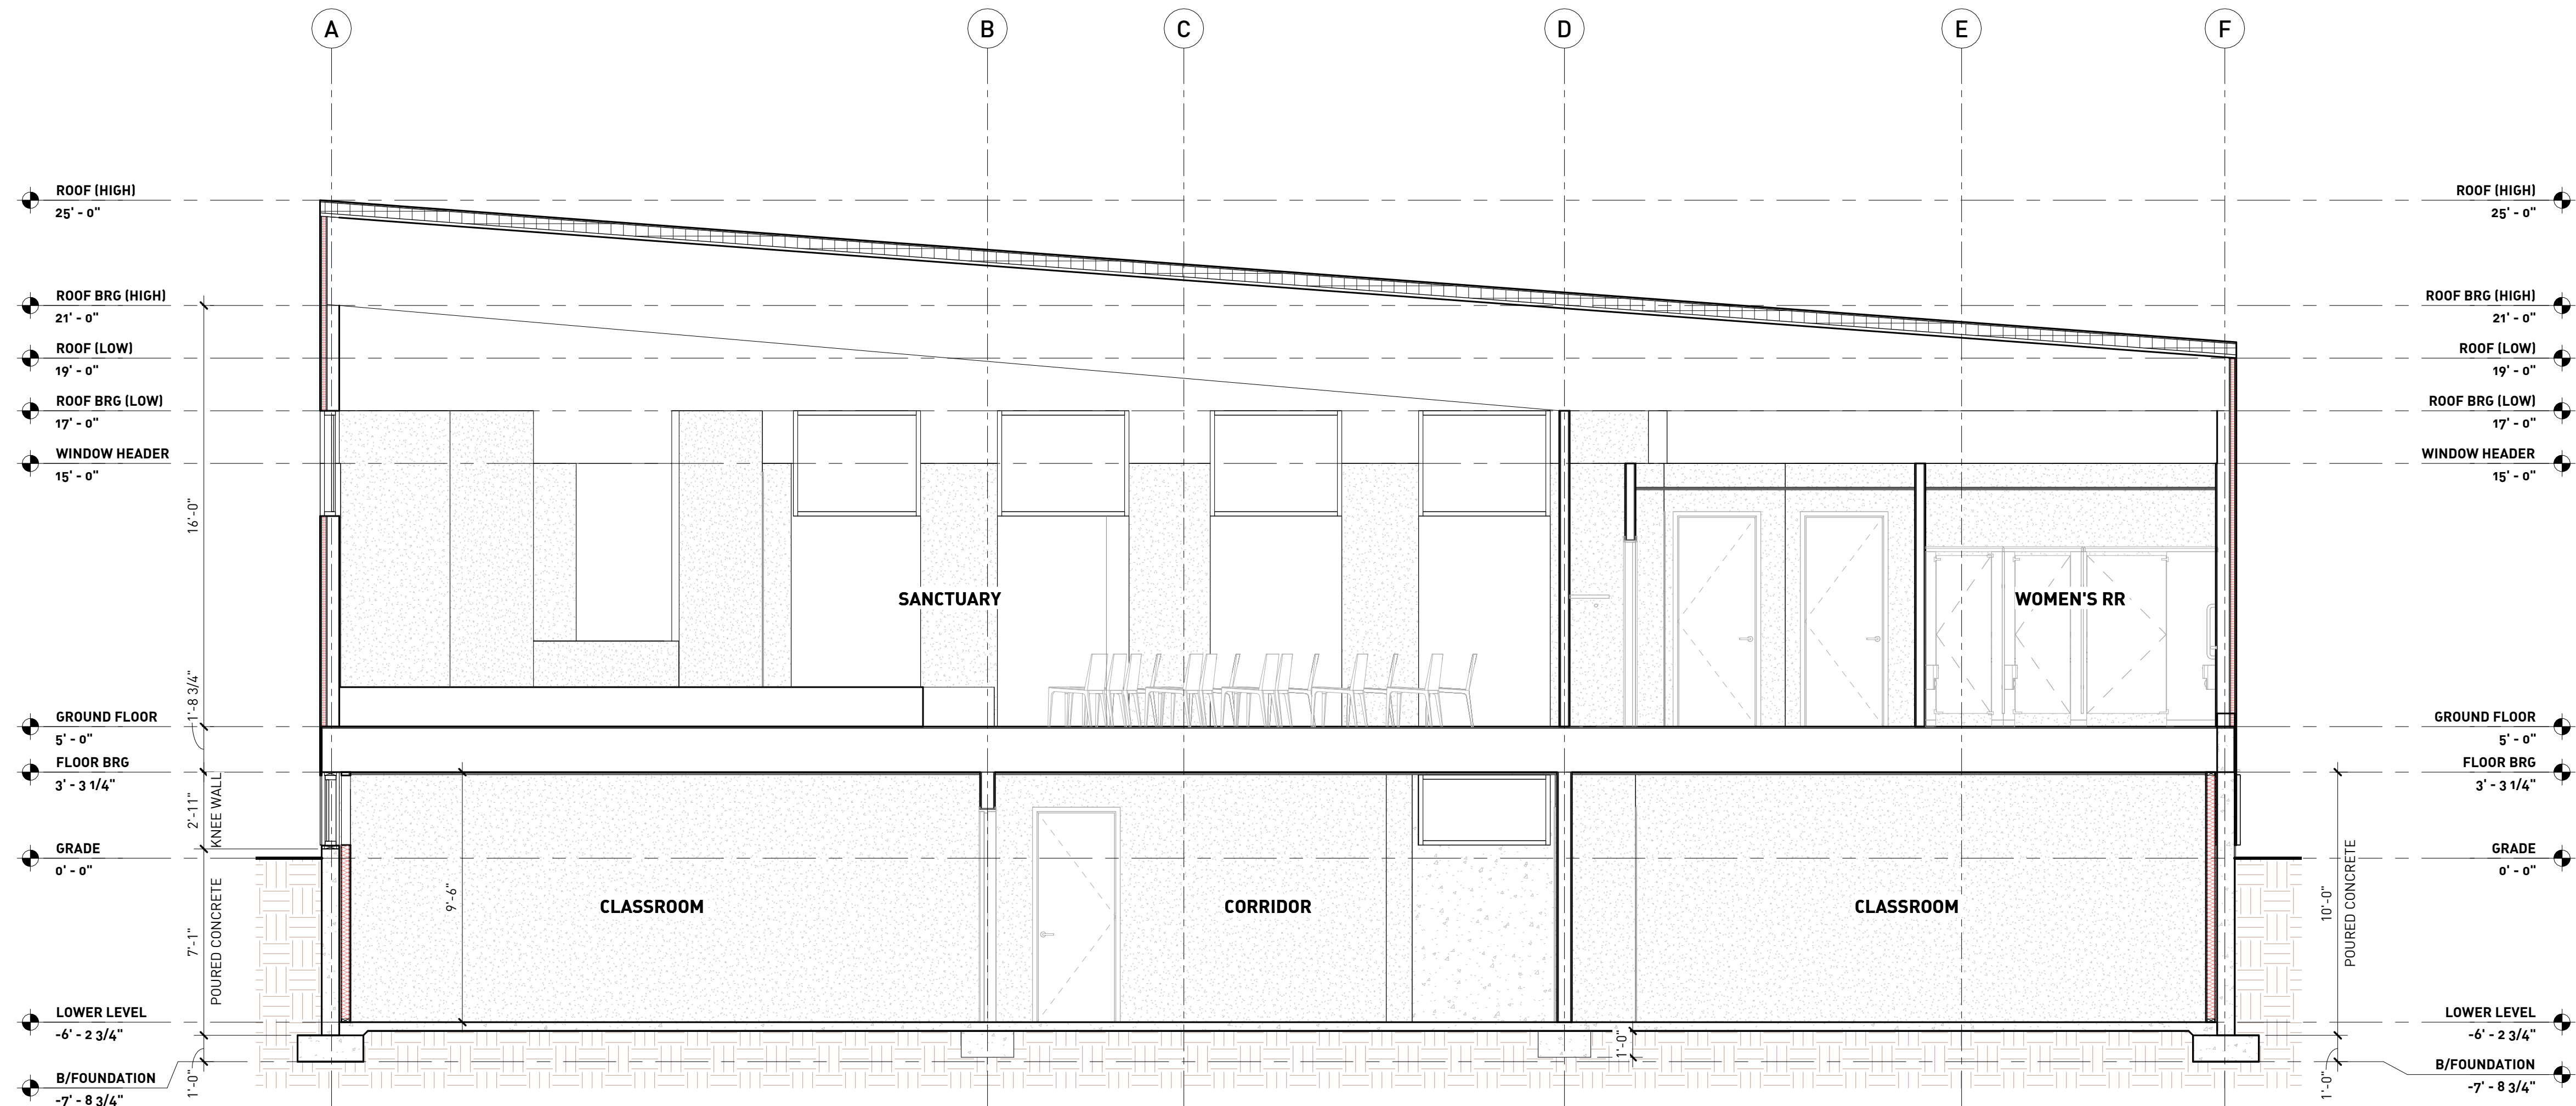 A
B
C
D
E
F
ROOF (HIGH)
25' - 0"
ROOF (HIGH)
25' - 0"
ROOF BRG (HIGH)
21' - 0"
ROOF BRG (HIGH)
21' - 0"
ROOF (LOW)
19' - 0"
ROOF (LOW)
19' - 0"
ROOF BRG (LOW)
17' - 0"
ROOF BRG (LOW)
17' - 0"
WINDOW HEADER
15' - 0"
WINDOW HEADER
15' - 0"
16'-0"
SANCTUARY
WOMEN'S RR
1'-8 3/4"
GROUND FLOOR
5' - 0"
GROUND FLOOR
5' - 0"
FLOOR BRG
3' - 3 1/4"
FLOOR BRG
3' - 3 1/4"
2'-11"
KNEE WALL
GRADE
0' - 0"
GRADE
0' - 0"
9'-6"
CLASSROOM
CORRIDOR
CLASSROOM
7'-1"
POURED CONCRETE
10'-0"
POURED CONCRETE
LOWER LEVEL
-6' - 2 3/4"
LOWER LEVEL
-6' - 2 3/4"
1'-0"
B/FOUNDATION
-7' - 8 3/4"
1'-0"
B/FOUNDATION
-7' - 8 3/4"
1'-0"